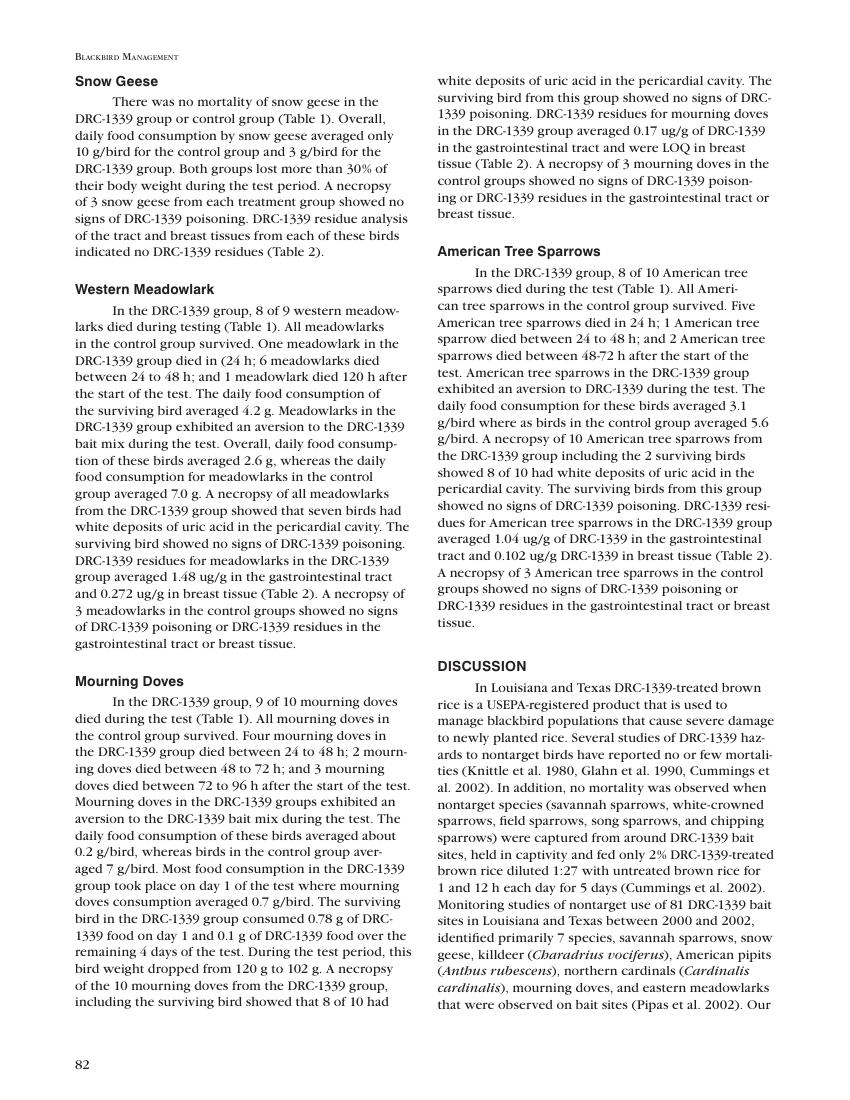 BLACKBIRD MANAGEMENT
Snow Geese
There was no mortality of snow geese in the
DRC-1339 group or control group (Table 1). Overall,
daily food consumption by snow geese averaged only
10 g/bird for the control group and 3 g/bird for the
DRC-1339 group. Both groups lost more than 30% of
their body weight during the test period. A necropsy
of 3 snow geese from each treatment group showed no
signs of DRC-1339 poisoning. DRC-1339 residue analysis
of the tract and breast tissues from each of these birds
indicated no DRC-1339 residues (Table 2).
Western Meadowlark
In the DRC-1339 group, 8 of 9 western meadow-
larks died during testing (Table 1). All meadowlarks
in the control group survived. One meadowlark in the
DRC-1339 group died in (24 h; 6 meadowlarks died
between 24 to 48 h; and 1 meadowlark died 120 h after
the start of the test. The daily food consumption of
the surviving bird averaged 4.2 g. Meadowlarks in the
DRC-1339 group exhibited an aversion to the DRC-1339
bait mix during the test. Overall, daily food consump-
tion of these birds averaged 2.6 g, whereas the daily
food consumption for meadowlarks in the control
group averaged 7.0 g. A necropsy of all meadowlarks
from the DRC-1339 group showed that seven birds had
white deposits of uric acid in the pericardial cavity. The
surviving bird showed no signs of DRC-1339 poisoning.
DRC-1339 residues for meadowlarks in the DRC-1339
group averaged 1.48 ug/g in the gastrointestinal tract
and 0.272 ug/g in breast tissue (Table 2). A necropsy of
3 meadowlarks in the control groups showed no signs
of DRC-1339 poisoning or DRC-1339 residues in the
gastrointestinal tract or breast tissue.
Mourning Doves
In the DRC-1339 group, 9 of 10 mourning doves
died during the test (Table 1). All mourning doves in
the control group survived. Four mourning doves in
the DRC-1339 group died between 24 to 48 h; 2 mourn-
ing doves died between 48 to 72 h; and 3 mourning
doves died between 72 to 96 h after the start of the test.
Mourning doves in the DRC-1339 groups exhibited an
aversion to the DRC-1339 bait mix during the test. The
daily food consumption of these birds averaged about
0.2 g/bird, whereas birds in the control group aver-
aged 7 g/bird. Most food consumption in the DRC-1339
group took place on day 1 of the test where mourning
doves consumption averaged 0.7 g/bird. The surviving
bird in the DRC-1339 group consumed 0.78 g of DRC-
1339 food on day 1 and 0.1 g of DRC-1339 food over the
remaining 4 days of the test. During the test period, this
bird weight dropped from 120 g to 102 g. A necropsy
of the 10 mourning doves from the DRC-1339 group,
including the surviving bird showed that 8 of 10 had
white deposits of uric acid in the pericardial cavity. The
surviving bird from this group showed no signs of DRC-
1339 poisoning. DRC-1339 residues for mourning doves
in the DRC-1339 group averaged 0.17 ug/g of DRC-1339
in the gastrointestinal tract and were LOQ in breast
tissue (Table 2). A necropsy of 3 mourning doves in the
control groups showed no signs of DRC-1339 poison-
ing or DRC-1339 residues in the gastrointestinal tract or
breast tissue.
American Tree Sparrows
In the DRC-1339 group, 8 of 10 American tree
sparrows died during the test (Table 1). All Ameri-
can tree sparrows in the control group survived. Five
American tree sparrows died in 24 h; 1 American tree
sparrow died between 24 to 48 h; and 2 American tree
sparrows died between 48-72 h after the start of the
test. American tree sparrows in the DRC-1339 group
exhibited an aversion to DRC-1339 during the test. The
daily food consumption for these birds averaged 3.1
g/bird where as birds in the control group averaged 5.6
g/bird. A necropsy of 10 American tree sparrows from
the DRC-1339 group including the 2 surviving birds
showed 8 of 10 had white deposits of uric acid in the
pericardial cavity. The surviving birds from this group
showed no signs of DRC-1339 poisoning. DRC-1339 resi-
dues for American tree sparrows in the DRC-1339 group
averaged 1.04 ug/g of DRC-1339 in the gastrointestinal
tract and 0.102 ug/g DRC-1339 in breast tissue (Table 2).
A necropsy of 3 American tree sparrows in the control
groups showed no signs of DRC-1339 poisoning or
DRC-1339 residues in the gastrointestinal tract or breast
tissue.
DISCUSSION
In Louisiana and Texas DRC-1339-treated brown
rice is a USEPA-registered product that is used to
manage blackbird populations that cause severe damage
to newly planted rice. Several studies of DRC-1339 haz-
ards to nontarget birds have reported no or few mortali-
ties (Knittle et al. 1980, Glahn et al. 1990, Cummings et
al. 2002). In addition, no mortality was observed when
nontarget species (savannah sparrows, white-crowned
sparrows, field sparrows, song sparrows, and chipping
sparrows) were captured from around DRC-1339 bait
sites, held in captivity and fed only 2% DRC-1339-treated
brown rice diluted 1:27 with untreated brown rice for
1 and 12 h each day for 5 days (Cummings et al. 2002).
Monitoring studies of nontarget use of 81 DRC-1339 bait
sites in Louisiana and Texas between 2000 and 2002,
identified primarily 7 species, savannah sparrows, snow
geese, killdeer (Charadrius vociferus), American pipits
(Anthus rubescens), northern cardinals (Cardinalis
cardinalis), mourning doves, and eastern meadowlarks
that were observed on bait sites (Pipas et al. 2002). Our
82